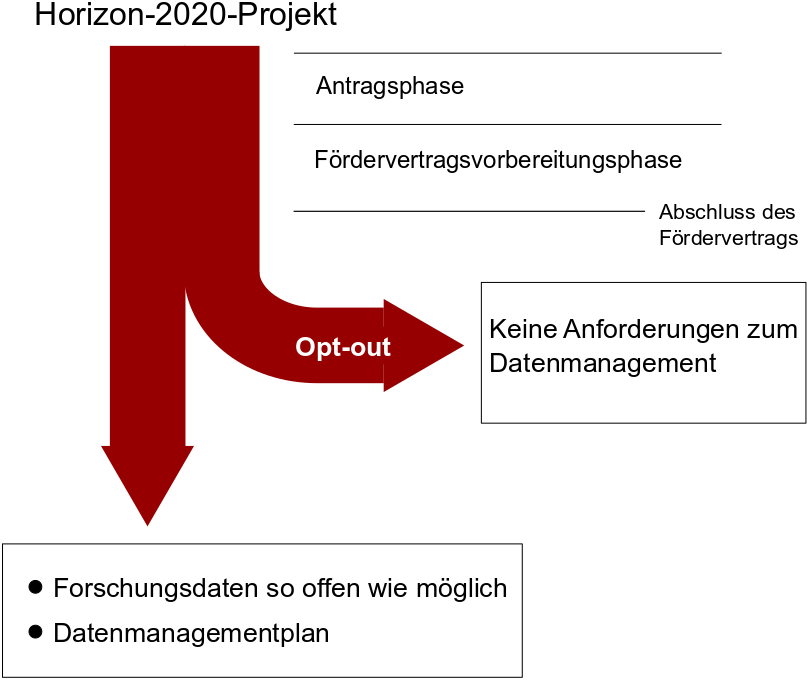 Horizon-2020-Projekt
Antragsphase
Fördervertragsvorbereitungsphase
Abschluss des
Fördervertrags
Opt-out
Keine Anforderungen zum
Datenmanagement
● Forschungsdaten so offen wie möglich
● Datenmanagementplan